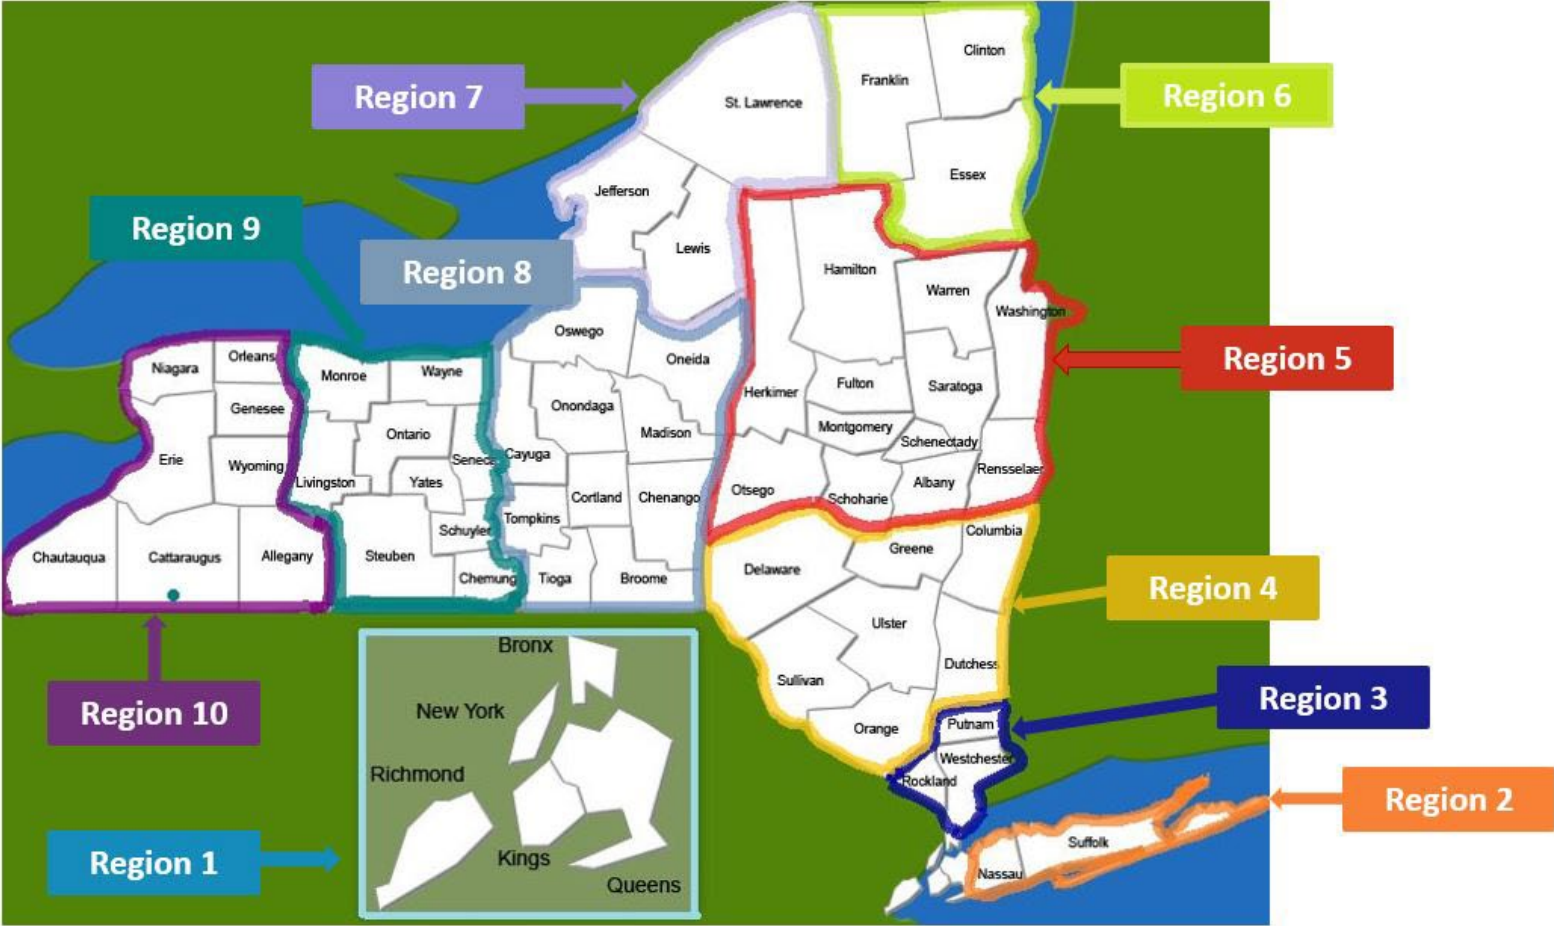 Clinton
Franklin
Region 7
Region 6
St. Lawrence
Essex
Jefferson
Region 9
Lewis
Region 8
Hamilton
Warren
Washington
Oswego
Region 5
Orleans
Niagara
Oneida
Wayne
Monroe
Fulton
Saratoga
Herkimer
Onondaga
Genesee
Montgomery
Madison
Ontario
Schenectady
Cayuga
Erie
Seneca
Wyoming
Rensselaer
Livingston
Yates
Albany
Otsego
Cortland
Chenango
Schoharie
Tompkins
Schuyler
Columbia
Greene
Chautauqua
Cattaraugus
Allegany
Steuben
Delaware
Chemung
Tioga
Broome
Region 4
Ulster
Bronx
Dutchess
Sullivan
Region 3
New York
Region 10
Putnam
Orange
Westchester
Richmond
Rockland
Region 2
Suffolk
Kings
Region 1
Nassau
Queens